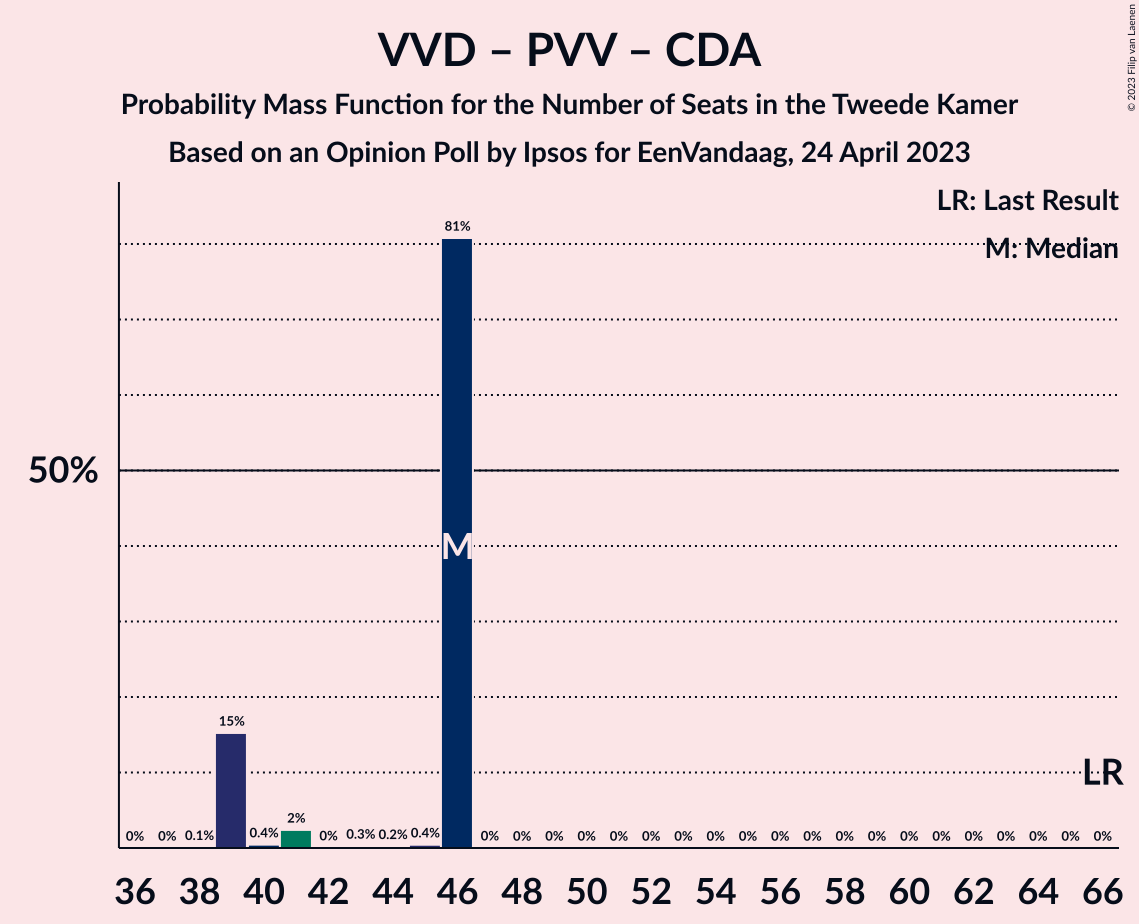 VVD – PVV – CDA
Probability Mass Function for the Number of Seats in the Tweede Kamer
Based on an Opinion Poll by Ipsos for EenVandaag, 24 April 2023
© 2023 Filip van Laenen
LR: Last Result
M: Median
81%
50%
M
15%
LR
2%
0% 0% 0.1% 0.4% 0% 0.3% 0.2% 0.4% 0% 0% 0% 0% 0% 0% 0% 0% 0% 0% 0% 0% 0% 0% 0% 0% 0% 0% 0% 0%
36 38 40 42 44 46 48 50 52 54 56 58 60 62 64 66